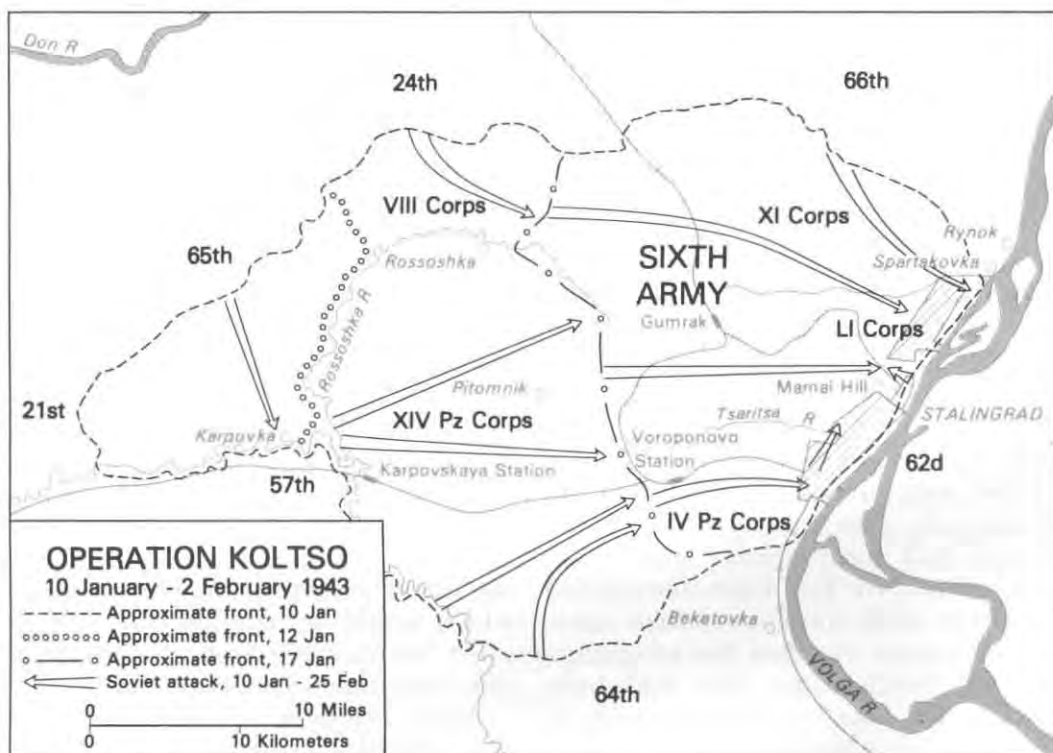 Don R
24th
66th
VIII Corps
XI Corps
Rynok
65th
Rossoshka
SIXTH
ARMY
Spartakovka
Rossoshka R
Gumrak
LI Corps
Pitomnik
Mamai Hill
21st
XIV Pz Corps
Tsaritsa R
STALINGRAD
Karpovka
Voroponovo
Station
62d
Karpovskaya Station
57th
IV Pz Corps
Beketovka
VOLGA R
64th
OPERATION KOLTSO
10 January - 2 February 1943
Approximate front, 10 Jan
Approximate front, 12 Jan
Approximate front, 17 Jan
Soviet attack, 10 Jan - 25 Feb
0 10 Miles
0 10 Kilometers